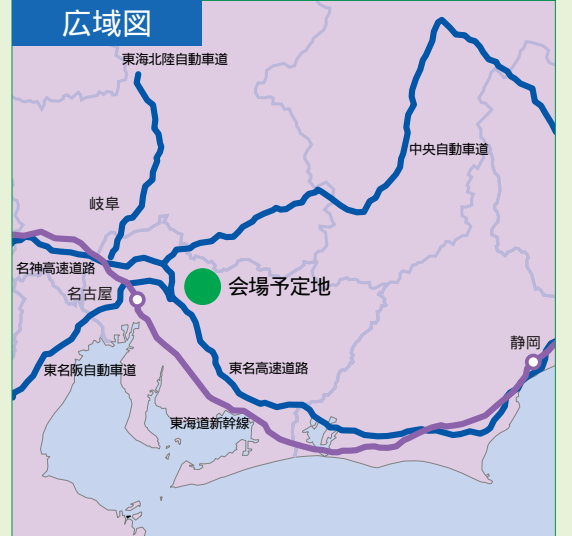 広域図
東海北陸自動車道
中央自動車道
岐阜
名神高速道路
会場予定地
名古屋
静岡
東名阪自動車道
東名高速道路
東海道新幹線